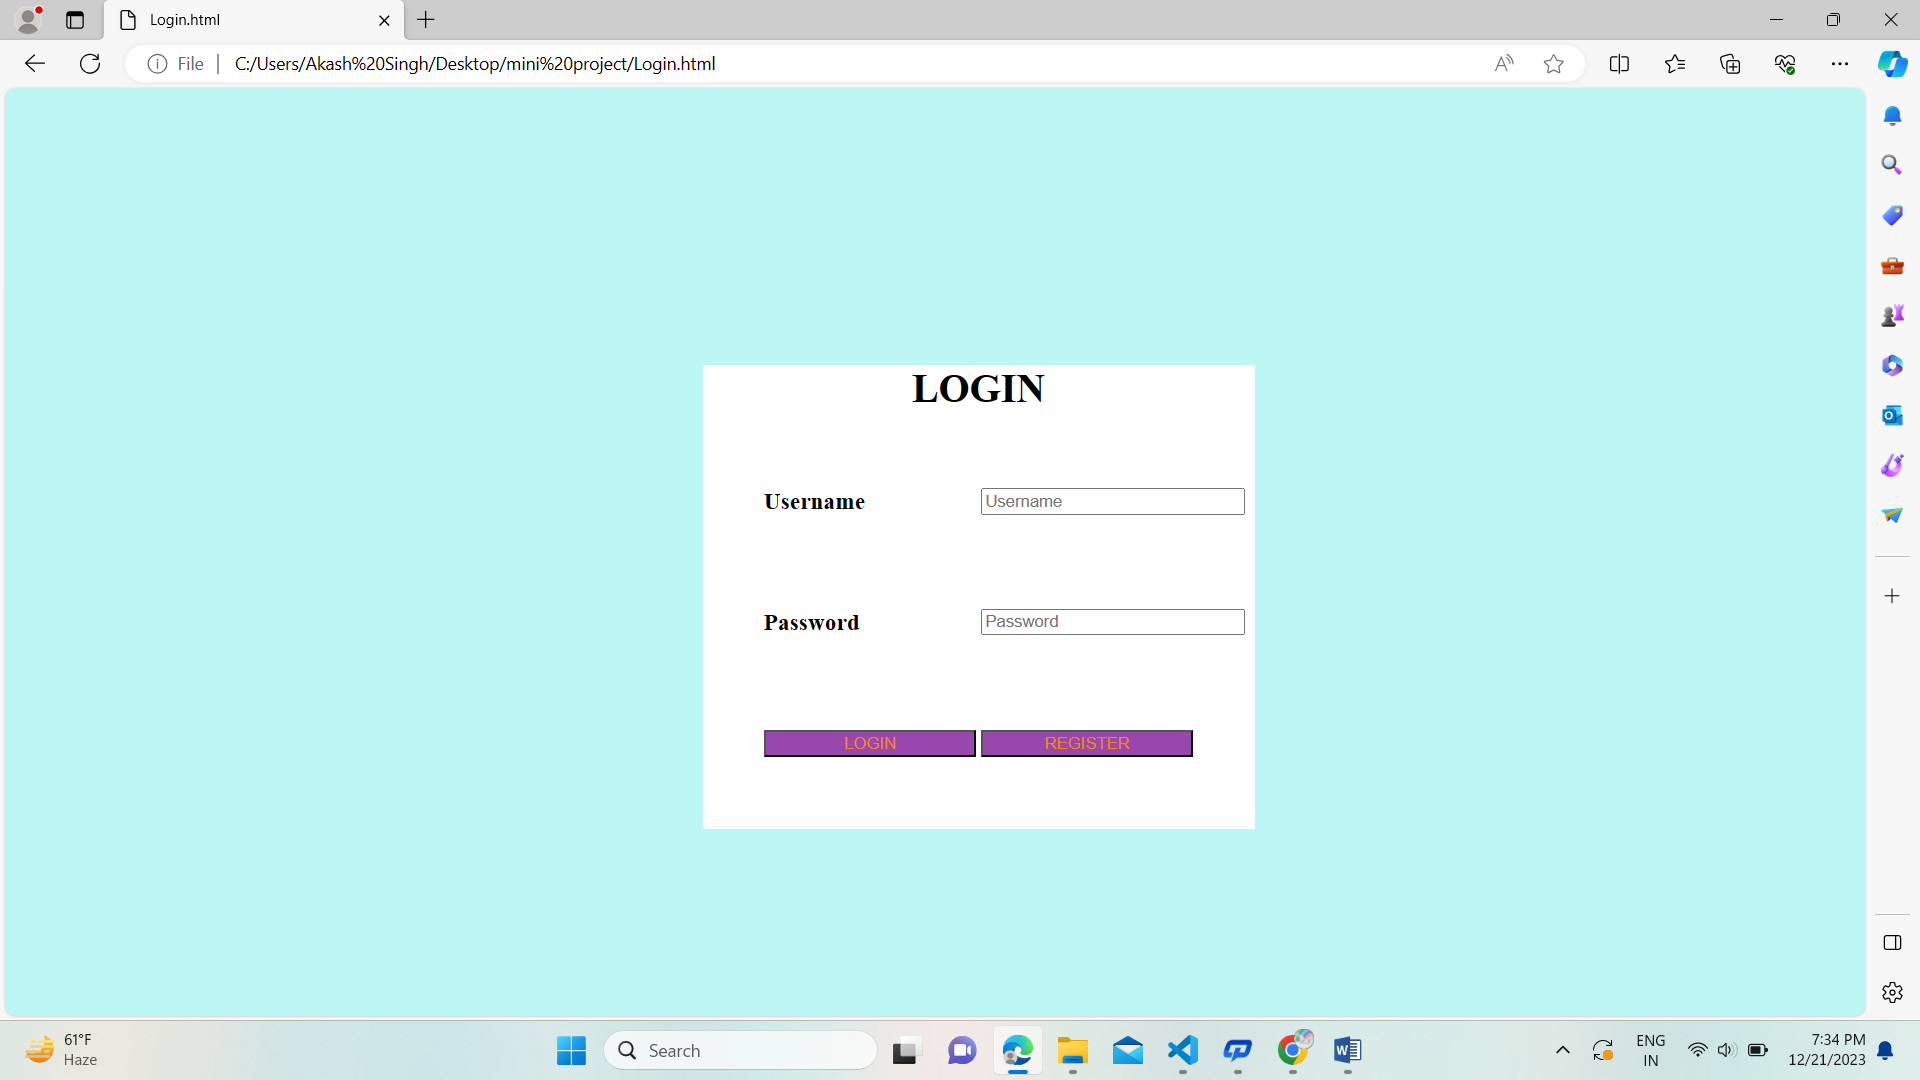 Login.html
File
C:/Users/Akash%20Singh/Desktop/mini%20project/Login.html
LOGIN
Username Username
Password Password
LOGIN REGISTER
61°F
Haze
Search
ENG
IN
7:34 PM
12/21/2023